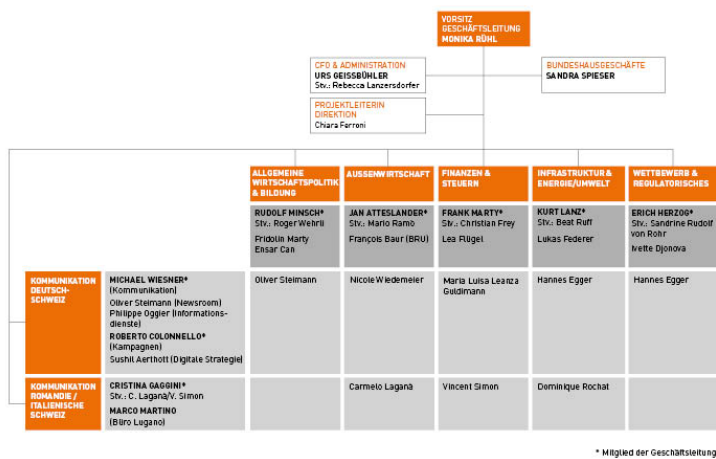 VORSITZ
GESCHÄFTSLEITUNG
MONIKA RÜHL
CFO & ADMINISTRATION
URS GEISSBÜHLER
Stv.: Rebecca Lanzersdorfer
BUNDESHAUSGESCHÄFTE
SANDRA SPIESER
PROJEKTLEITERIN
DIREKTION
Chiara Ferroni
ALLGEMEINE
WIRTSCHAFTSPOLITIK
& BILDUNG
AUSSENWIRTSCHAFT
FINANZEN &
STEUERN
INFRASTRUKTUR &
ENERGIE/UMWELT
WETTBEWERB &
REGULATORISCHES
RUDOLF MINSCH*
Stv.: Roger Wehrli
Fridolin Marty
Ensar Can
JAN ATTESLANDER*
Stv.: Mario Ramò
François Baur (BRU)
FRANK MARTY*
Stv.: Christian Frey
Lea Flügel
KURT LANZ*
Stv.: Beat Ruff
Lukas Federer
ERICH HERZOG*
Stv.: Sandrine Rudolf
von Rohr
Ivette Djonova
KOMMUNIKATION
DEUTSCH-
SCHWEIZ
MICHAEL WIESNER*
(Kommunikation)
Oliver Steimann (Newsroom)
Philippe Oggier (Informations-
dienste)
ROBERTO COLONNELLO*
(Kampagnen)
Sushil Aerthott (Digitale Strategie)
Oliver Steimann
Nicole Wiedemeier
Maria Luisa Leanza
Guldimann
Hannes Egger
Hannes Egger
KOMMUNIKATION
ROMANDIE /
ITALIENISCHE
SCHWEIZ
CRISTINA GAGGINI*
Stv.: C. Laganà/V. Simon
MARCO MARTINO
(Büro Lugano)
Carmelo Laganà
Vincent Simon
Dominique Rochat
* Mitglied der Geschäftsleitung